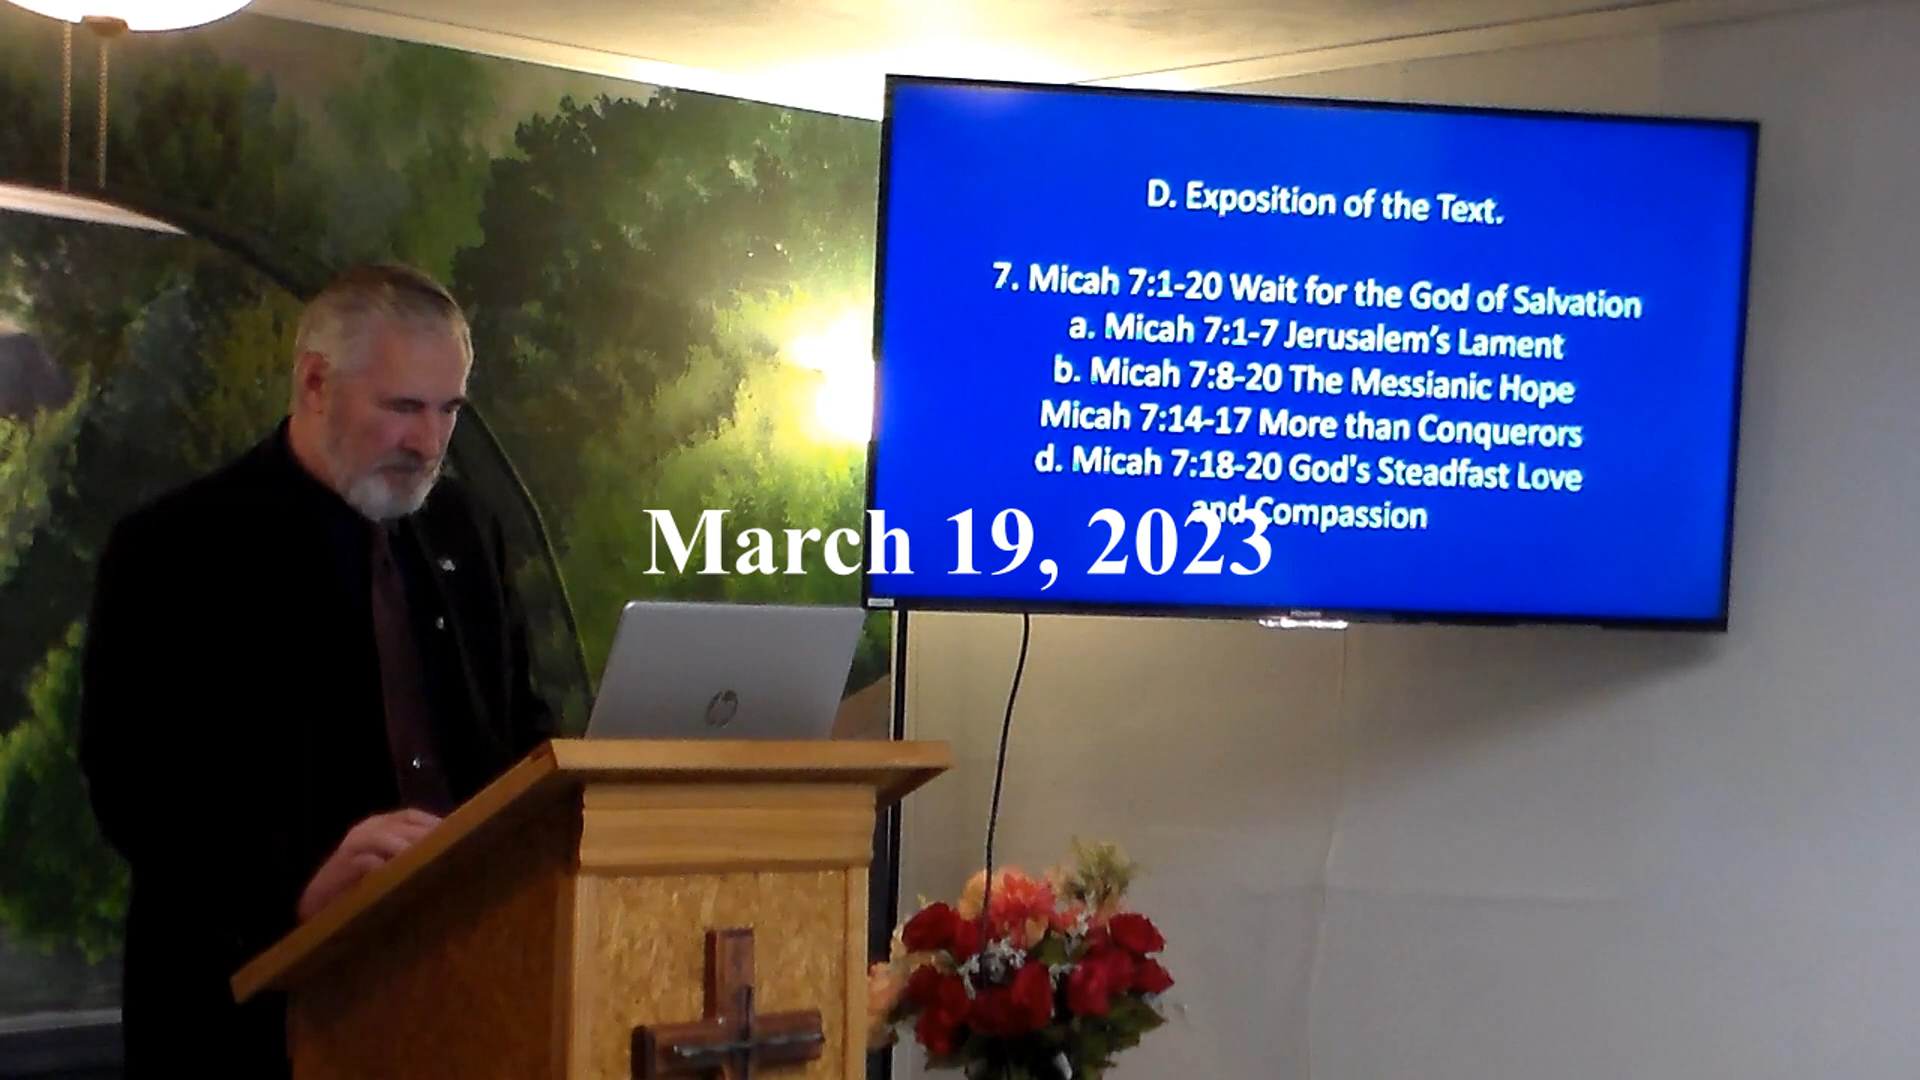 D. Exposition of the Text.
7. Micah 7:1-20 Wait for the God of Salvation
a. Micah 7:1-7 Jerusalem's Lament
b. Micah 7:8-20 The Messianic Hope
Micah 7:14-17 More than Conquerors
d. Micah 7:18-20 God's Steadfast Love
and Compassion
March 19, 2023
hp